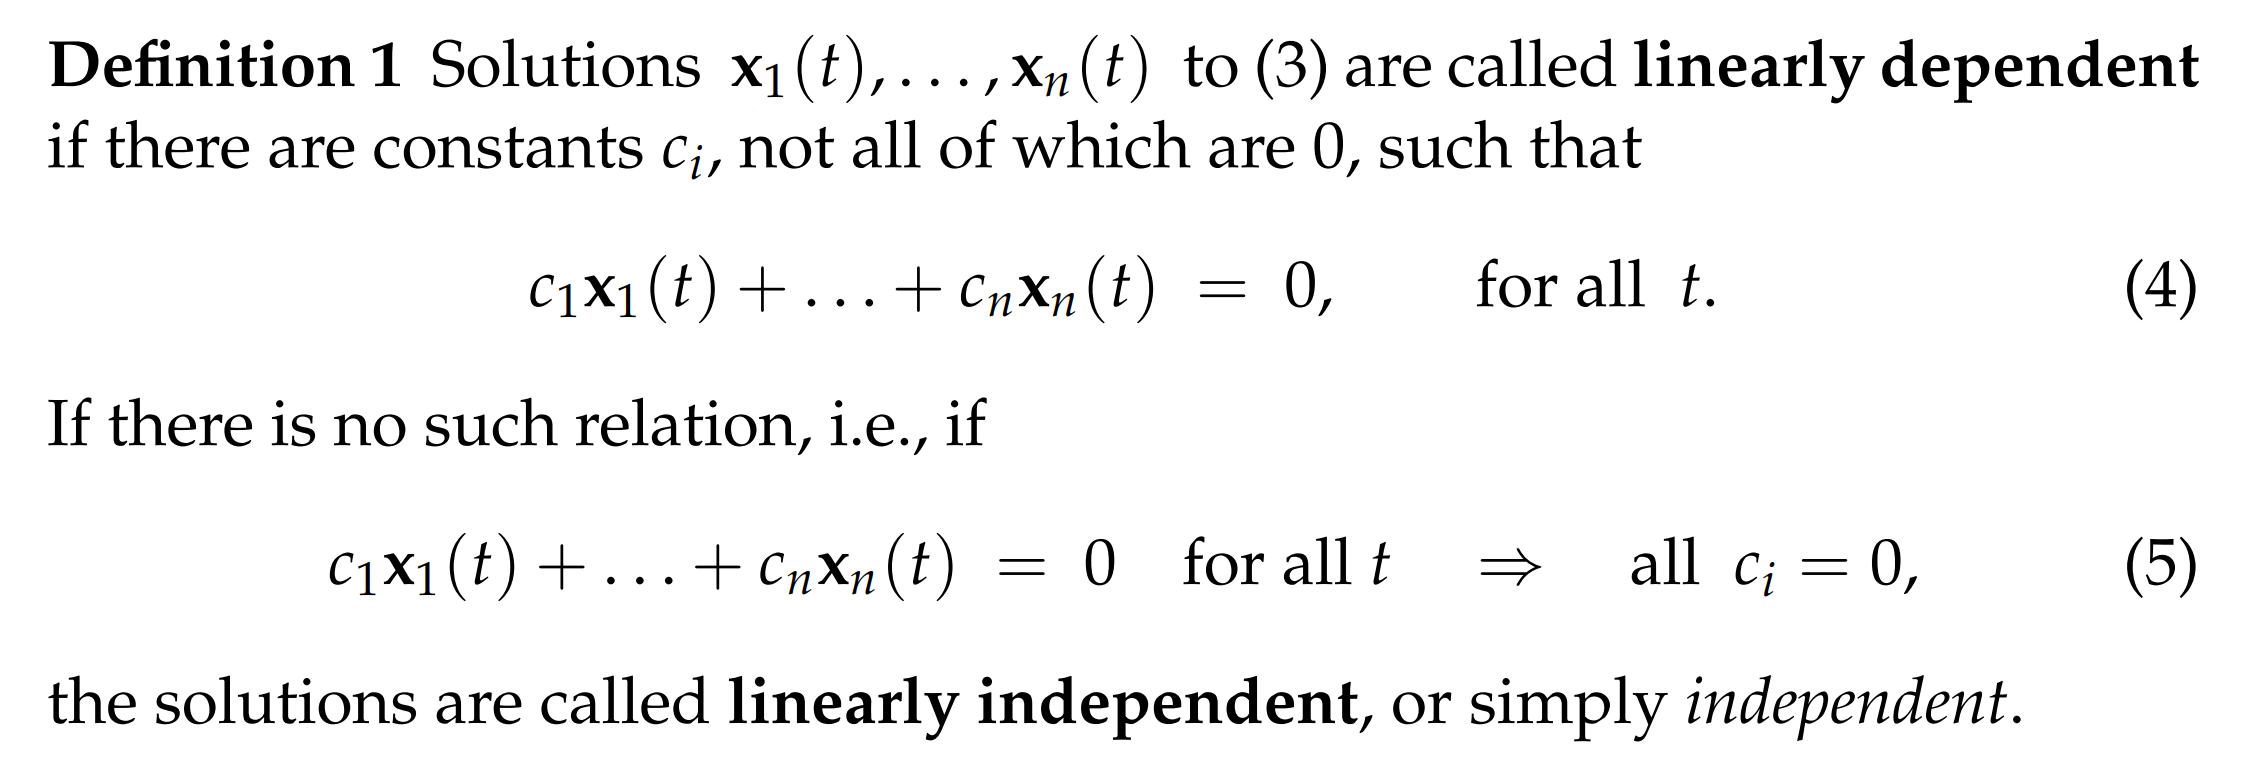 Definition 1 Solutions x₁(t), . . . , xₙ(t) to (3) are called linearly dependent
if there are constants cᵢ, not all of which are 0, such that
c₁x₁(t) + . . . + cₙxₙ(t) = 0, for all t. (4)
If there is no such relation, i.e., if
c₁x₁(t) + . . . + cₙxₙ(t) = 0 for all t ⇒ all cᵢ = 0, (5)
the solutions are called linearly independent, or simply independent.